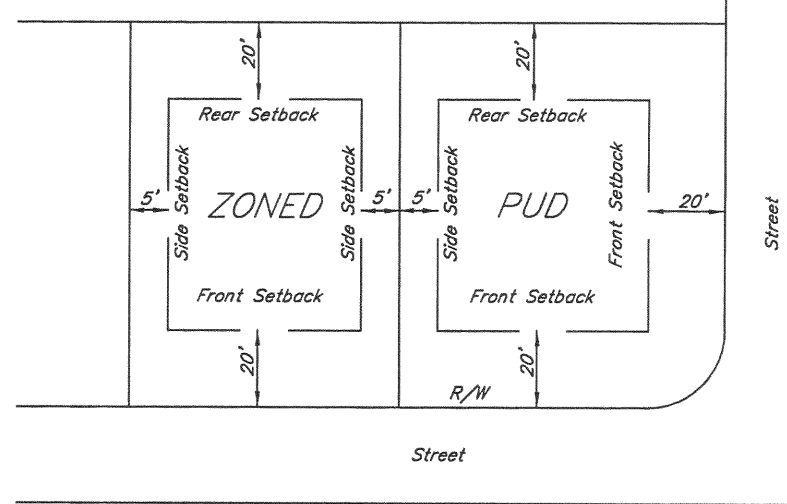 20'
20'
Rear Setback
Rear Setback
5'
Side Setback
ZONED
Side Setback
5'
5'
Side Setback
PUD
Front Setback
20'
Street
Front Setback
Front Setback
20'
20'
R/W
Street